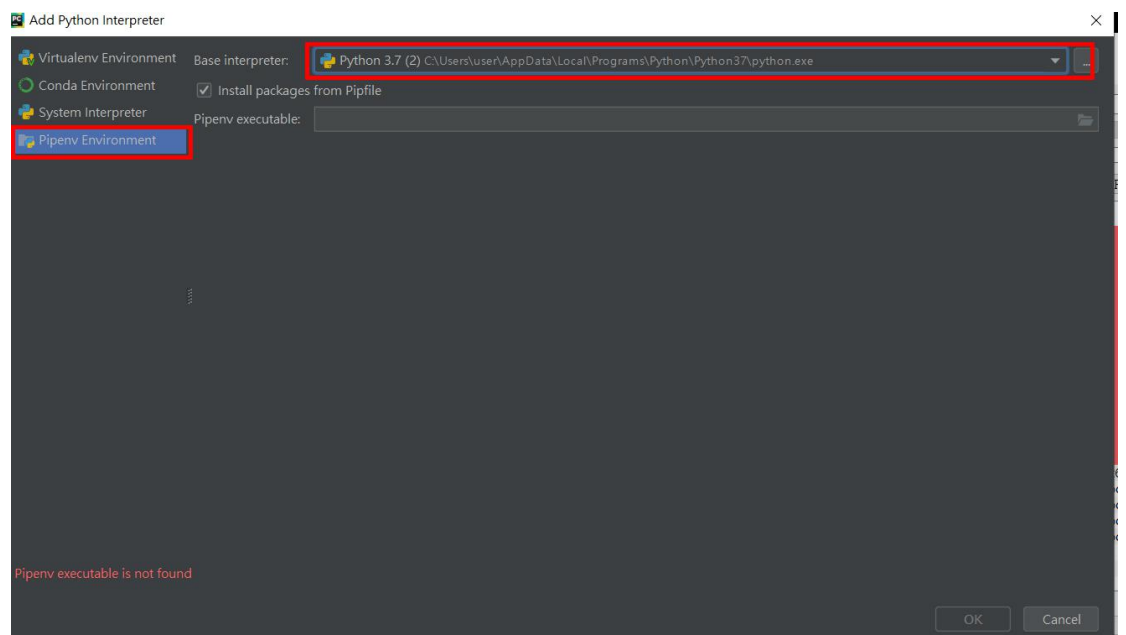 Add Python Interpreter
Virtualenv Environment
Conda Environment
System Interpreter
Pipenv Environment
Base interpreter:
Python 3.7 (2) C:\Users\user\AppData\Local\Programs\Python\Python37\python.exe
...
Install packages from Pipfile
Pipenv executable:
Pipenv executable is not found
OK
Cancel